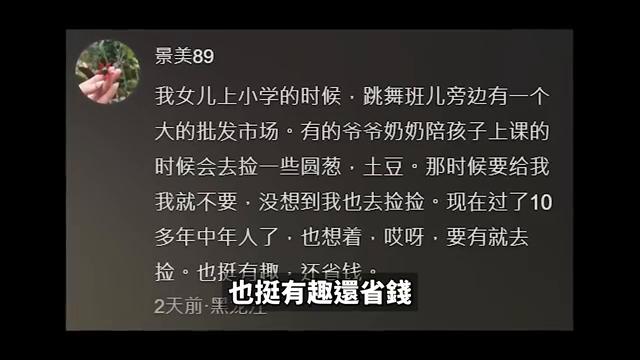 景美89
我女儿上小学的时候，跳舞班儿旁边有一个
大的批发市场。有的爷爷奶奶陪孩子上课的
时候会去捡一些圆葱，土豆。那时候要给我
我就不要，没想到我也去捡捡。现在过了10
多年中年人了，也想着，哎呀，要有就去
捡。也挺有趣，还省钱。
也挺有趣還省錢
2天前·黑龙江